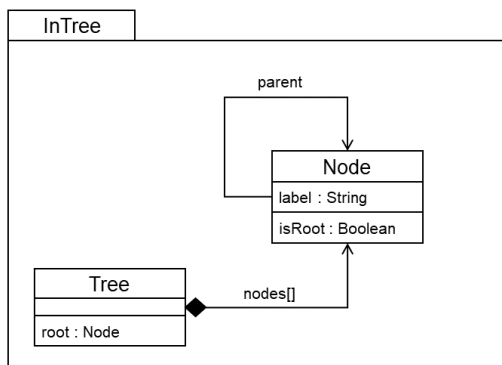 InTree
parent
Node
label : String
isRoot : Boolean
Tree
nodes[]
root : Node